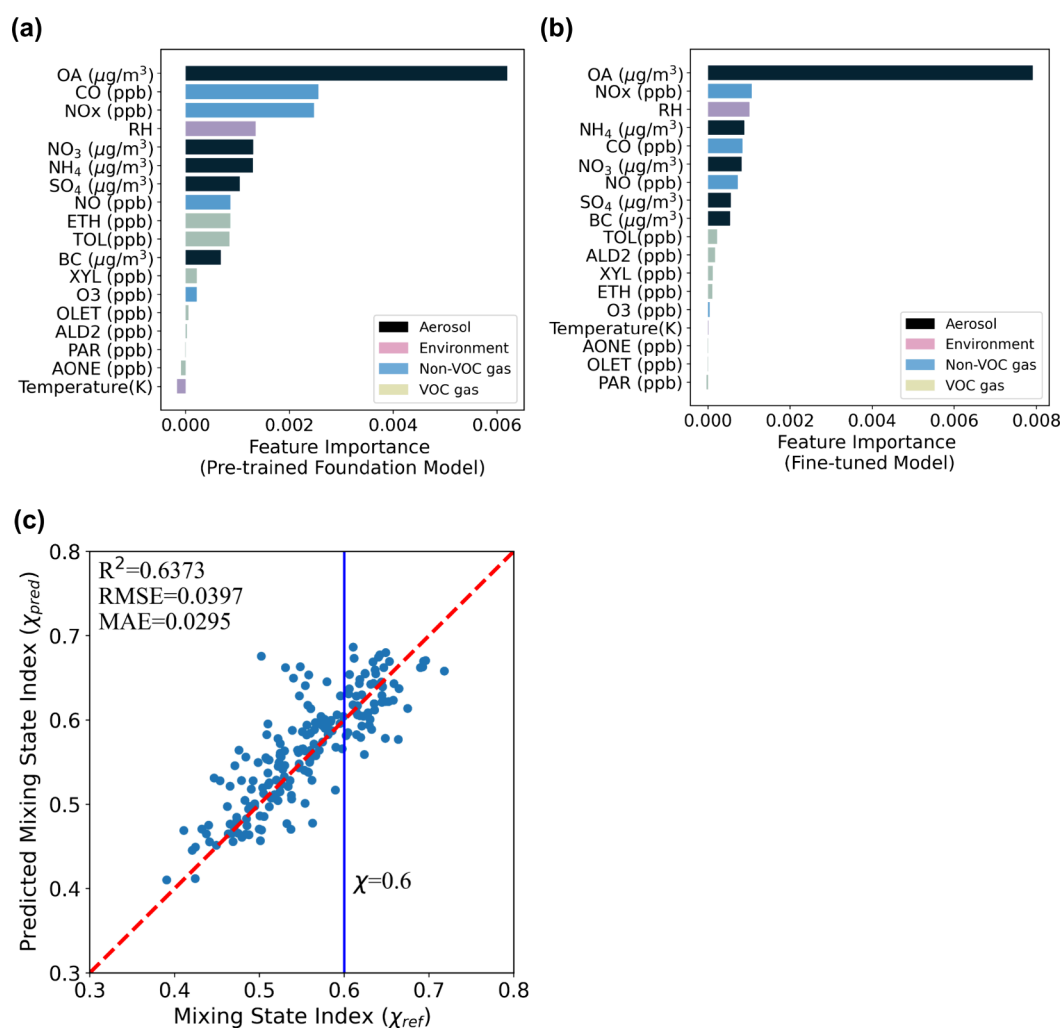 (a)
OA (μg/m³)
CO (ppb)
NOx (ppb)
RH
NO₃ (μg/m³)
NH₄ (μg/m³)
SO₄ (μg/m³)
NO (ppb)
ETH (ppb)
TOL(ppb)
BC (μg/m³)
XYL (ppb)
O3 (ppb)
OLET (ppb)
ALD2 (ppb)
PAR (ppb)
AONE (ppb)
Temperature(K)
Aerosol
Environment
Non-VOC gas
VOC gas
0.000 0.002 0.004 0.006
Feature Importance
(Pre-trained Foundation Model)
(b)
OA (μg/m³)
NOx (ppb)
RH
NH₄ (μg/m³)
CO (ppb)
NO₃ (μg/m³)
NO (ppb)
SO₄ (μg/m³)
BC (μg/m³)
TOL(ppb)
ALD2 (ppb)
XYL (ppb)
ETH (ppb)
O3 (ppb)
Temperature(K)
AONE (ppb)
OLET (ppb)
PAR (ppb)
Aerosol
Environment
Non-VOC gas
VOC gas
0.000 0.002 0.004 0.006 0.008
Feature Importance
(Fine-tuned Model)
(c)
Predicted Mixing State Index (χpred)
0.8
0.7
0.6
0.5
0.4
0.3
R²=0.6373
RMSE=0.0397
MAE=0.0295
χ=0.6
0.3 0.4 0.5 0.6 0.7 0.8
Mixing State Index (χref)